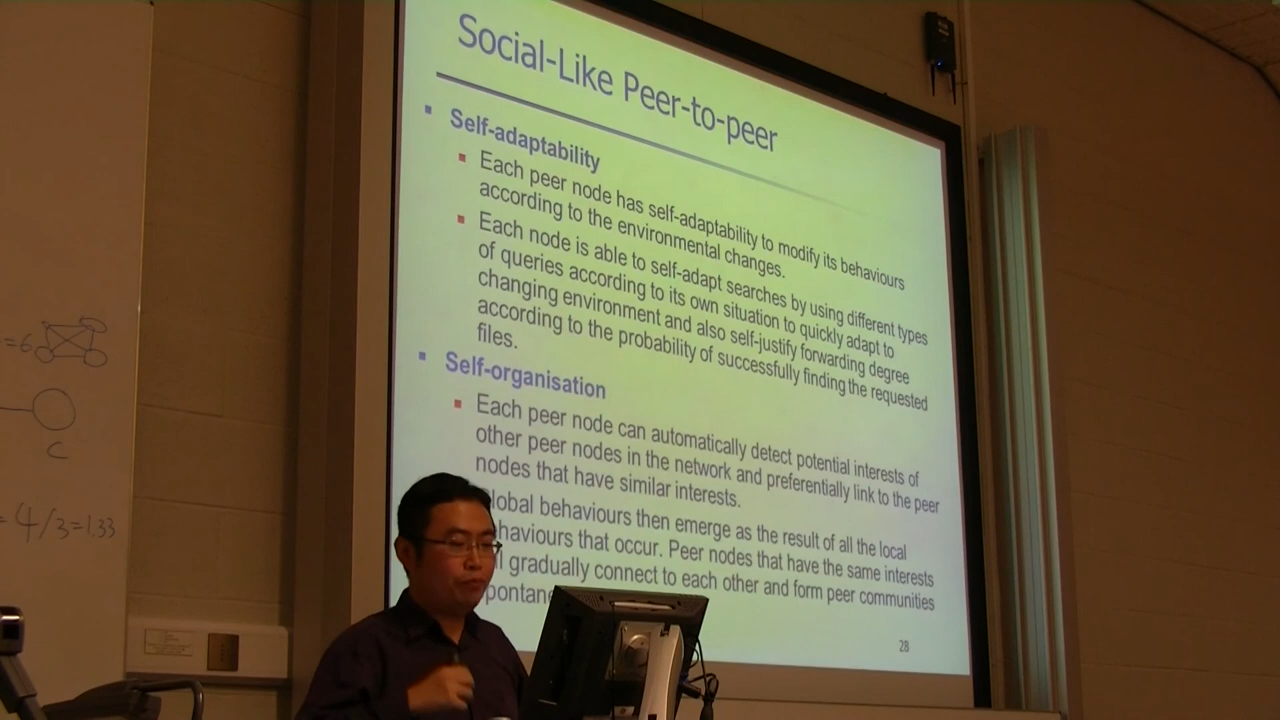 Social-Like Peer-to-peer
Self-adaptability
Each peer node has self-adaptability to modify its behaviours
according to the environmental changes.
Each node is able to self-adapt searches by using different types
of queries according to its own situation to quickly adapt to
changing environment and also self-justify forwarding degree
according to the probability of successfully finding the requested
files.
Self-organisation
Each peer node can automatically detect potential interests of
other peer nodes in the network and preferentially link to the peer
nodes that have similar interests.
lobal behaviours then emerge as the result of all the local
haviours that occur. Peer nodes that have the same interests
gradually connect to each other and form peer communities
pontane
28
=6
C
=4/3=1.33